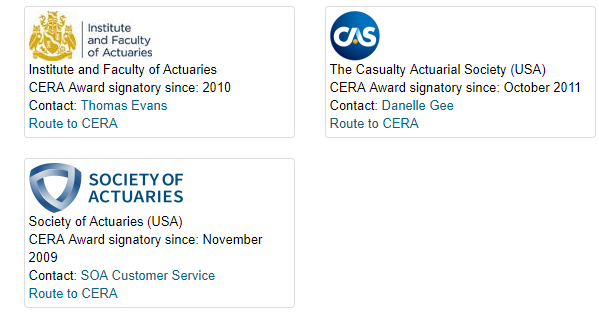 Institute
and Faculty
of Actuaries
Institute and Faculty of Actuaries
CERA Award signatory since: 2010
Contact: Thomas Evans
Route to CERA
CAS
The Casualty Actuarial Society (USA)
CERA Award signatory since: October 2011
Contact: Danelle Gee
Route to CERA
SOCIETY OF
ACTUARIES
Society of Actuaries (USA)
CERA Award signatory since: November
2009
Contact: SOA Customer Service
Route to CERA